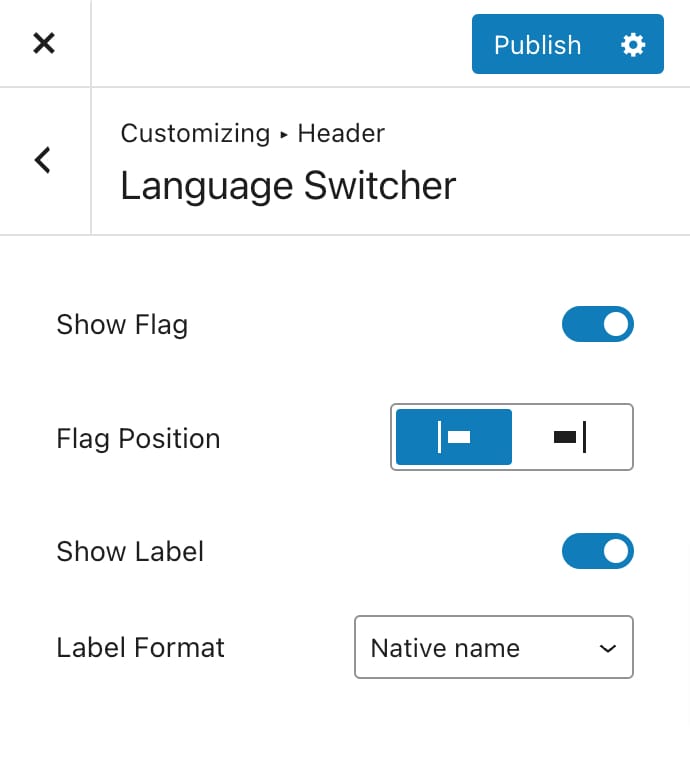 Publish
Customizing ▸ Header
Language Switcher
Show Flag
Flag Position
Show Label
Label Format
Native name